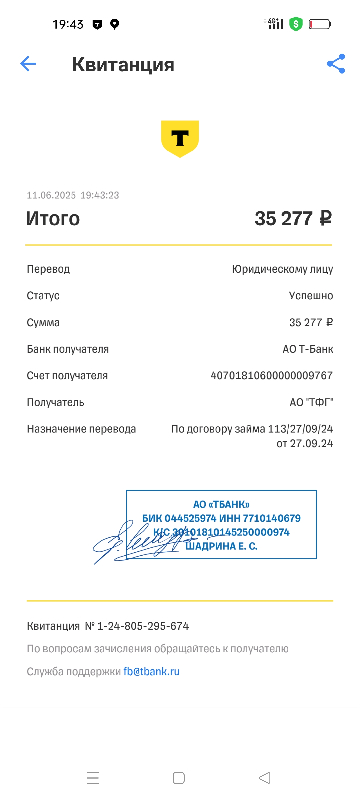 19:43
4G+
Квитанция
11.06.2025 19:43:23
Итого 35 277 ₽
Перевод Юридическому лицу
Статус Успешно
Сумма 35 277 ₽
Банк получателя АО Т-Банк
Счет получателя 40701810600000009767
Получатель АО "ТФГ"
Назначение перевода По договору займа 113/27/09/24
от 27.09.24
АО «ТБАНК»
БИК 044525974 ИНН 7710140679
К/С 30101810145250000974
ШАДРИНА Е. С.
Квитанция № 1-24-805-295-674
По вопросам зачисления обращайтесь к получателю
Служба поддержки fb@tbank.ru